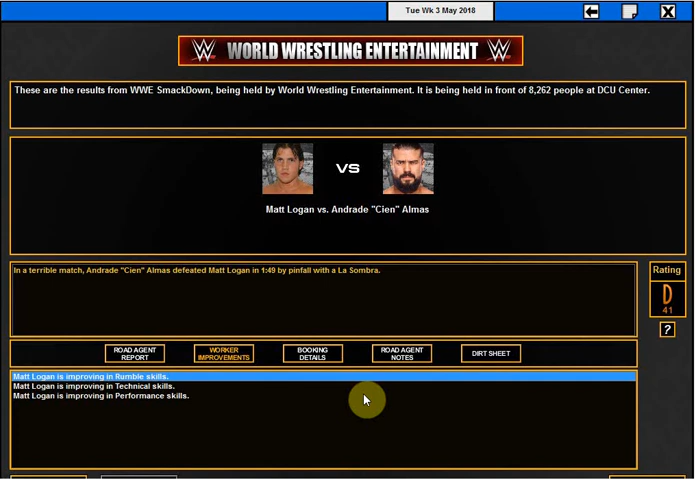 Tue Wk 3 May 2018
WORLD WRESTLING ENTERTAINMENT
These are the results from WWE SmackDown, being held by World Wrestling Entertainment. It is being held in front of 8,262 people at DCU Center.
VS
Matt Logan vs. Andrade "Cien" Almas
In a terrible match, Andrade "Cien" Almas defeated Matt Logan in 1:49 by pinfall with a La Sombra.
Rating
D
41
?
ROAD AGENT REPORT
WORKER IMPROVEMENTS
BOOKING DETAILS
ROAD AGENT NOTES
DIRT SHEET
Matt Logan is improving in Rumble skills.
Matt Logan is improving in Technical skills.
Matt Logan is improving in Performance skills.